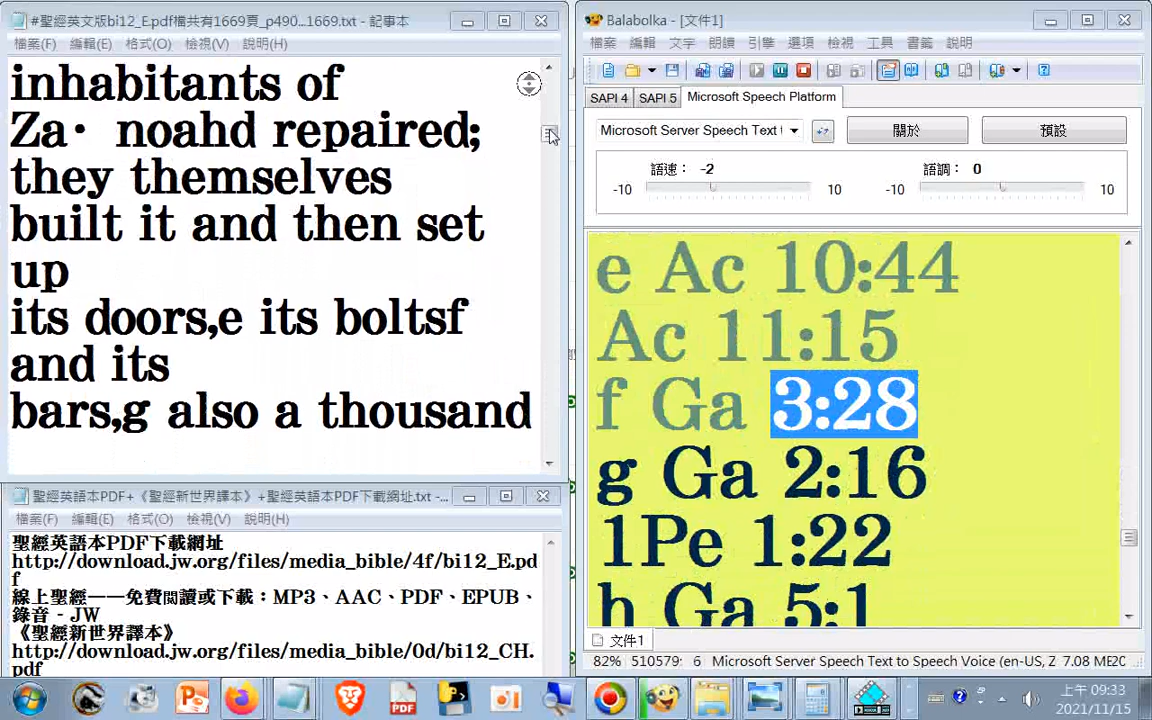 #聖經英文版bi12_E.pdf檔共有1669頁_p490...1669.txt - 記事本
檔案(F) 編輯(E) 格式(O) 檢視(V) 說明(H)
inhabitants of
Za· noahd repaired;
they themselves
built it and then set
up
its doors,e its boltsf
and its
bars,g also a thousand
聖經英語本PDF+《聖經新世界譯本》+聖經英語本PDF下載網址.txt -...
檔案(F) 編輯(E) 格式(O) 檢視(V) 說明(H)
聖經英語本PDF下載網址
http://download.jw.org/files/media_bible/4f/bi12_E.pd
f
線上聖經——免費閱讀或下載：MP3、AAC、PDF、EPUB、
錄音 - JW
《聖經新世界譯本》
http://download.jw.org/files/media_bible/0d/bi12_CH.
pdf
Balabolka - [文件1]
檔案 編輯 文字 朗讀 引擎 選項 檢視 工具 書籤 說明
SAPI 4 SAPI 5 Microsoft Speech Platform
Microsoft Server Speech Text 關於 預設
語速： -2 語調： 0
-10 10 -10 10
e Ac 10:44
Ac 11:15
f Ga 3:28
g Ga 2:16
1Pe 1:22
h Ga 5:1
文件1
82% 510579: 6 Microsoft Server Speech Text to Speech Voice (en-US, Z 7.08 ME20
上午 09:33
2021/11/15